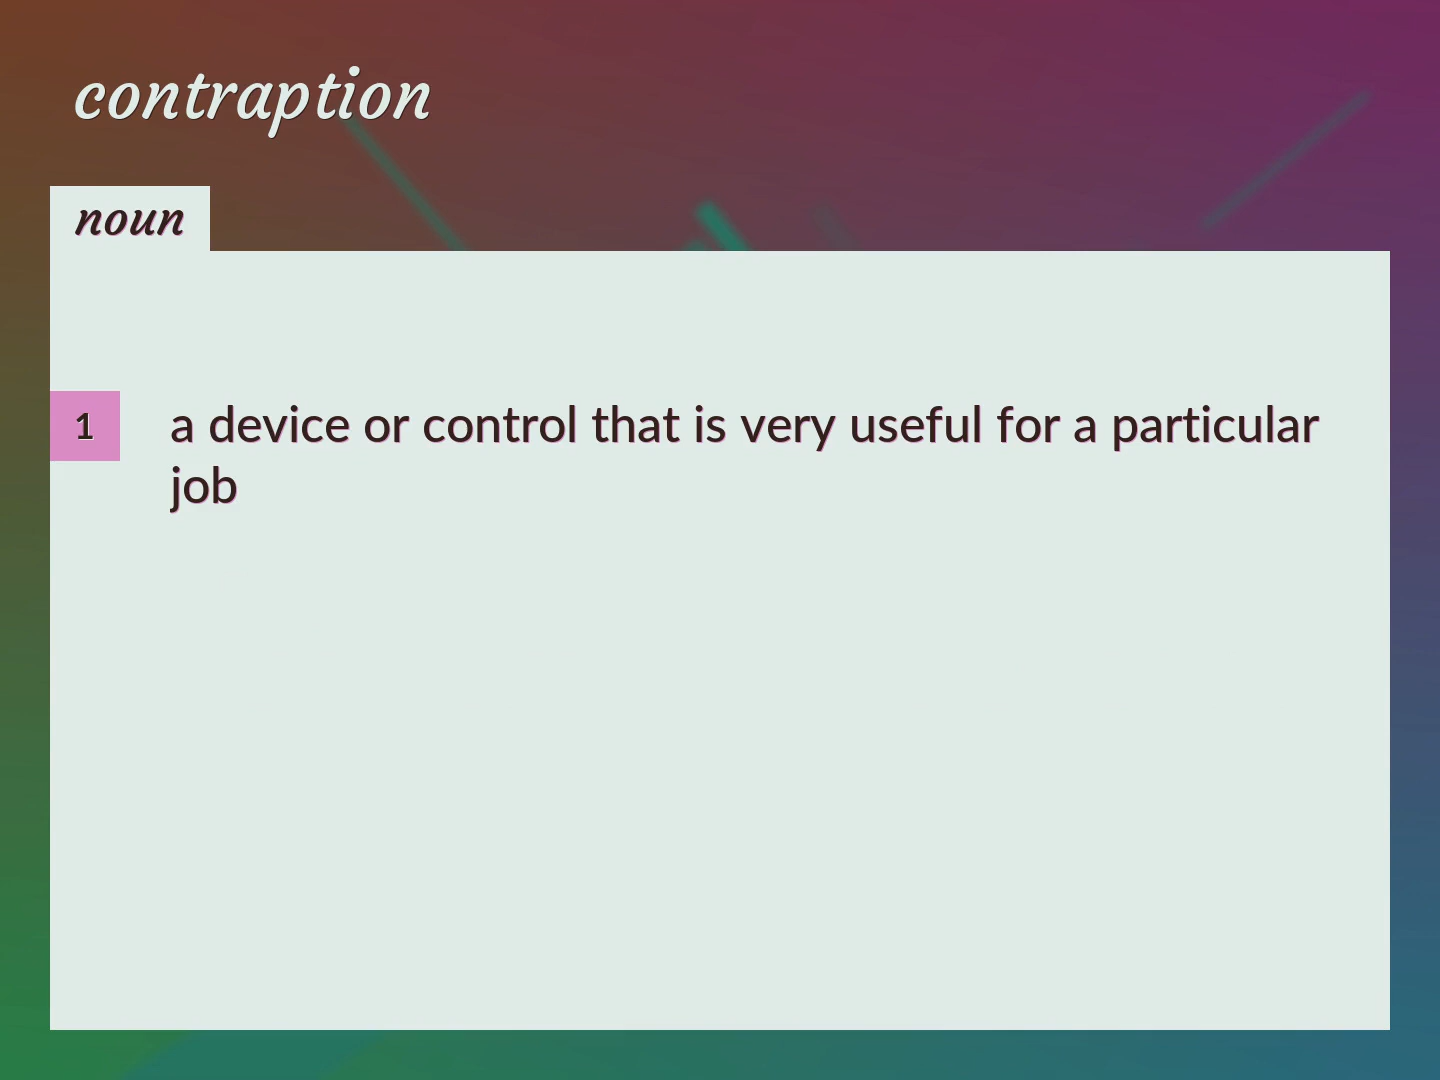 contraption
noun
1 a device or control that is very useful for a particular
job